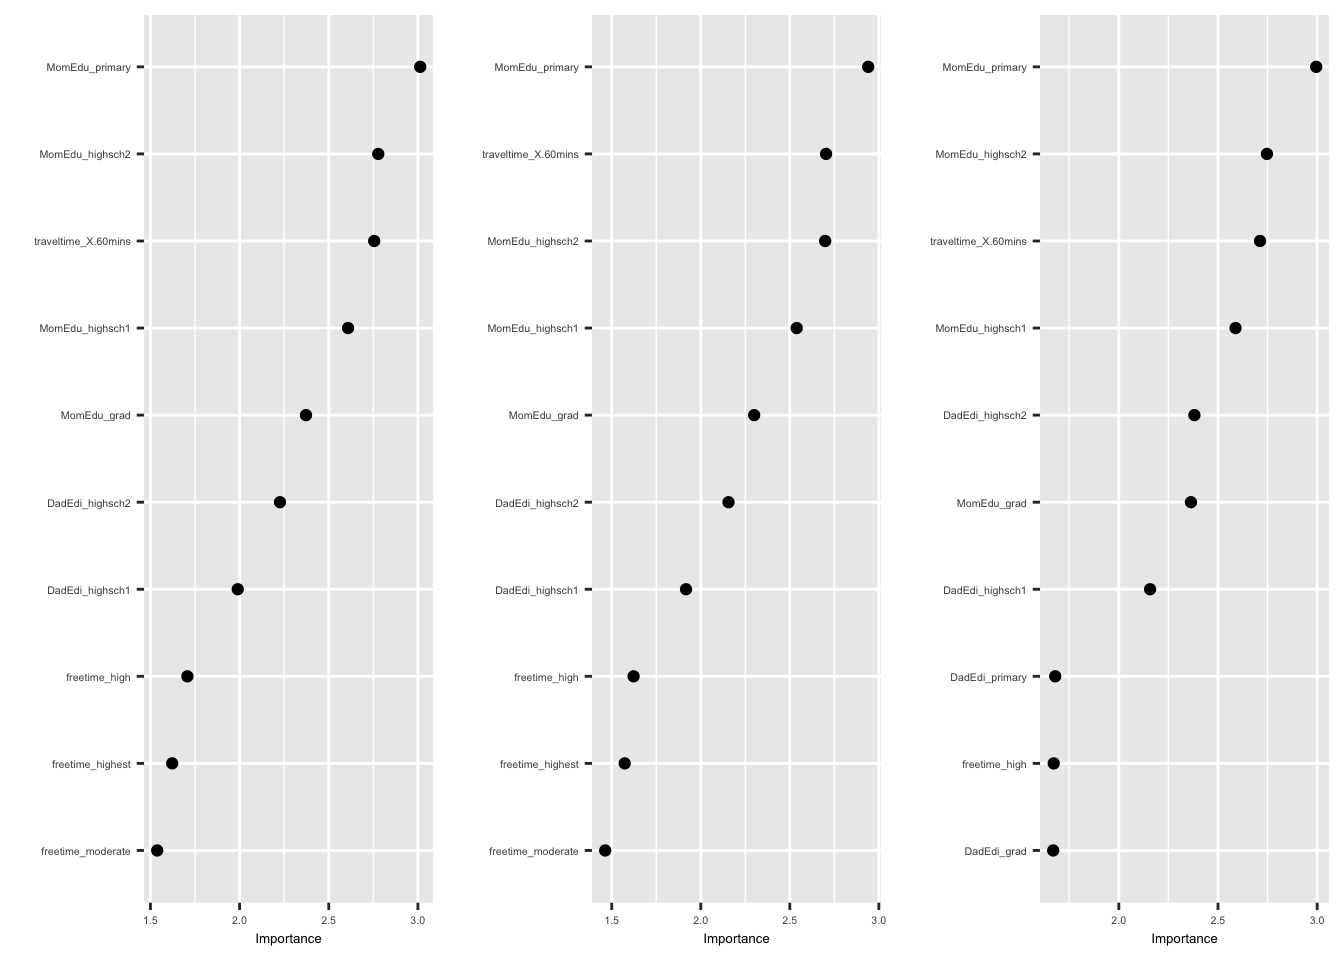 MomEdu_primary
MomEdu_highsch2
traveltime_X.60mins
MomEdu_highsch1
MomEdu_grad
DadEdi_highsch2
DadEdi_highsch1
freetime_high
freetime_highest
freetime_moderate
1.5 2.0 2.5 3.0
Importance
MomEdu_primary
traveltime_X.60mins
MomEdu_highsch2
MomEdu_highsch1
MomEdu_grad
DadEdi_highsch2
DadEdi_highsch1
freetime_high
freetime_highest
freetime_moderate
1.5 2.0 2.5 3.0
Importance
MomEdu_primary
MomEdu_highsch2
traveltime_X.60mins
MomEdu_highsch1
DadEdi_highsch2
MomEdu_grad
DadEdi_highsch1
DadEdi_primary
freetime_high
DadEdi_grad
2.0 2.5 3.0
Importance